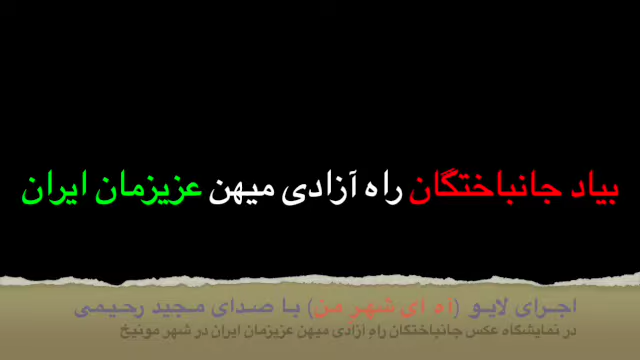 بیاد جانباختگان راه آزادی میهن عزیزمان ایران
اجرای لایو (آه ای شهر من) با صدای مجید رحیمی
در نمایشگاه عکس جانباختگان راه آزادی میهن عزیزمان ایران در شهر مونیخ